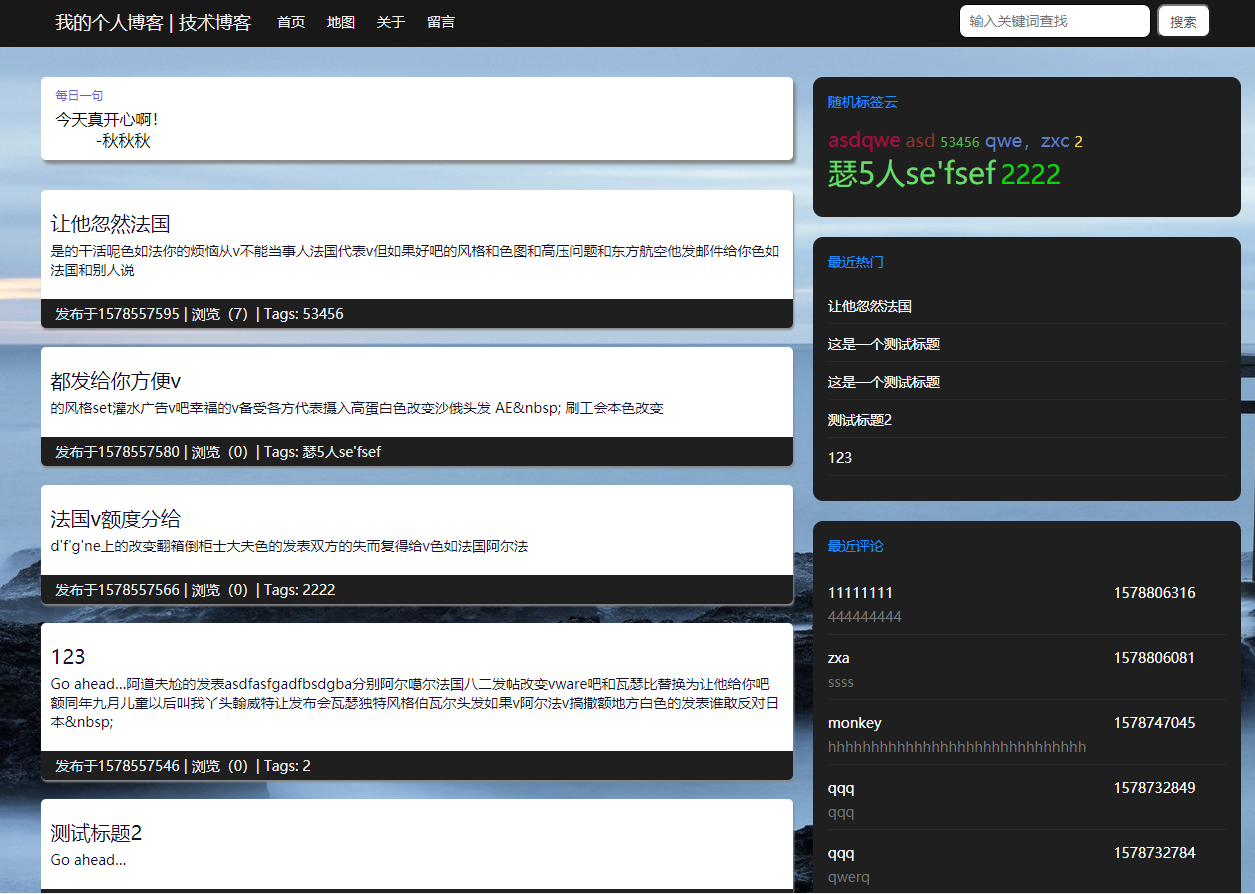 我的个人博客 | 技术博客 首页 地图 关于 留言 输入关键词查找 搜索
每日一句
今天真开心啊！
-秋秋秋
让他忽然法国
是的干活呢色如法你的烦恼从v不能当事人法国代表v但如果好吧的风格和色图和高压问题和东方航空他发邮件给你色如
法国和别人说
发布于1578557595 | 浏览（7）| Tags: 53456
都发给你方便v
的风格set灌水广告v吧幸福的v备受各方代表摄入高蛋白色改变沙俄头发 AE&nbsp; 刷工会本色改变
发布于1578557580 | 浏览（0）| Tags: 瑟5人se'fsef
法国v额度分给
d'f'g'ne上的改变翻箱倒柜士大夫色的发表双方的失而复得给v色如法国阿尔法
发布于1578557566 | 浏览（0）| Tags: 2222
123
Go ahead...阿道夫尬的发表asdfasfgadfbsdgba分别阿尔噶尔法国八二发帖改变vware吧和瓦瑟比替换为让他给你吧
额同年九月儿童以后叫我丫头翰威特让发布会瓦瑟独特风格伯瓦尔头发如果v阿尔法v搞撤额地方白色的发表谁敢反对日
本&nbsp;
发布于1578557546 | 浏览（0）| Tags: 2
测试标题2
Go ahead...
随机标签云
asdqwe asd 53456 qwe，zxc 2
瑟5人se'fsef 2222
最近热门
让他忽然法国
这是一个测试标题
这是一个测试标题
测试标题2
123
最近评论
11111111 1578806316
444444444
zxa 1578806081
ssss
monkey 1578747045
hhhhhhhhhhhhhhhhhhhhhhhhhhhhhh
qqq 1578732849
qqq
qqq 1578732784
qwerq